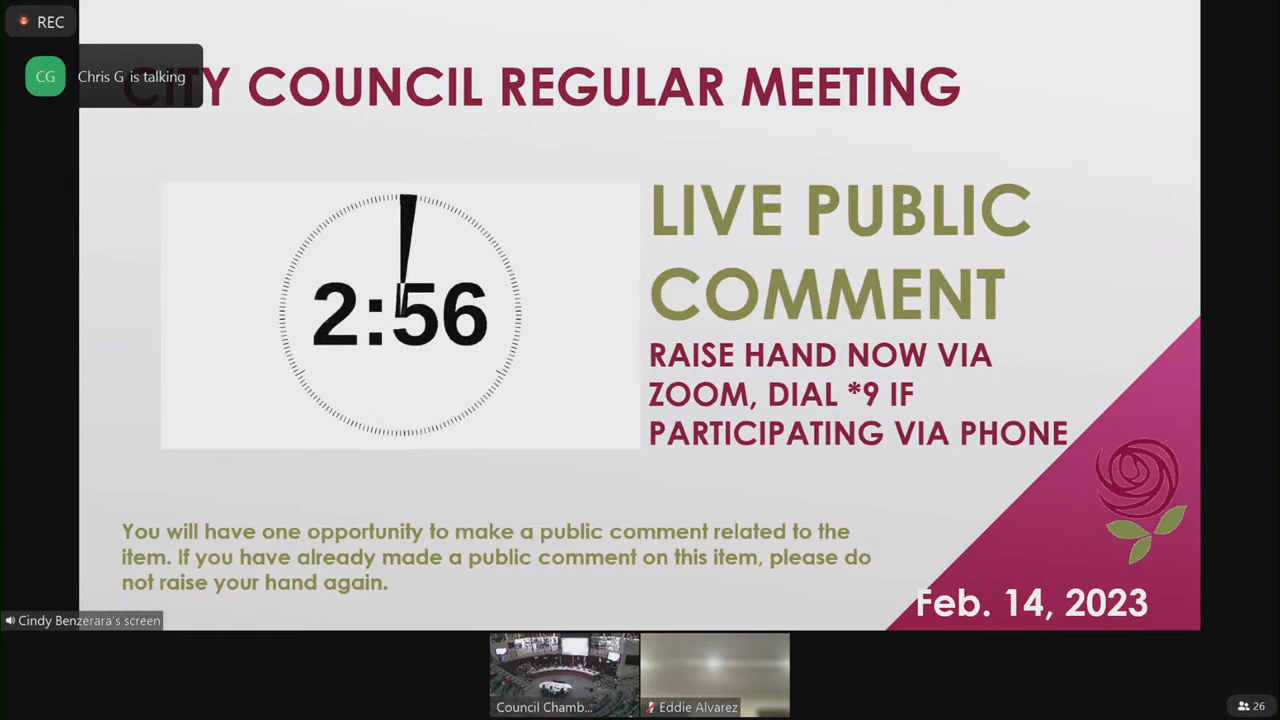 REC
CG Chris G is talking
CITY COUNCIL REGULAR MEETING
2:56
LIVE PUBLIC
COMMENT
RAISE HAND NOW VIA
ZOOM, DIAL *9 IF
PARTICIPATING VIA PHONE
You will have one opportunity to make a public comment related to the
item. If you have already made a public comment on this item, please do
not raise your hand again.
Feb. 14, 2023
Cindy Benzerara's screen
Council Chamb...
Eddie Alvarez
26